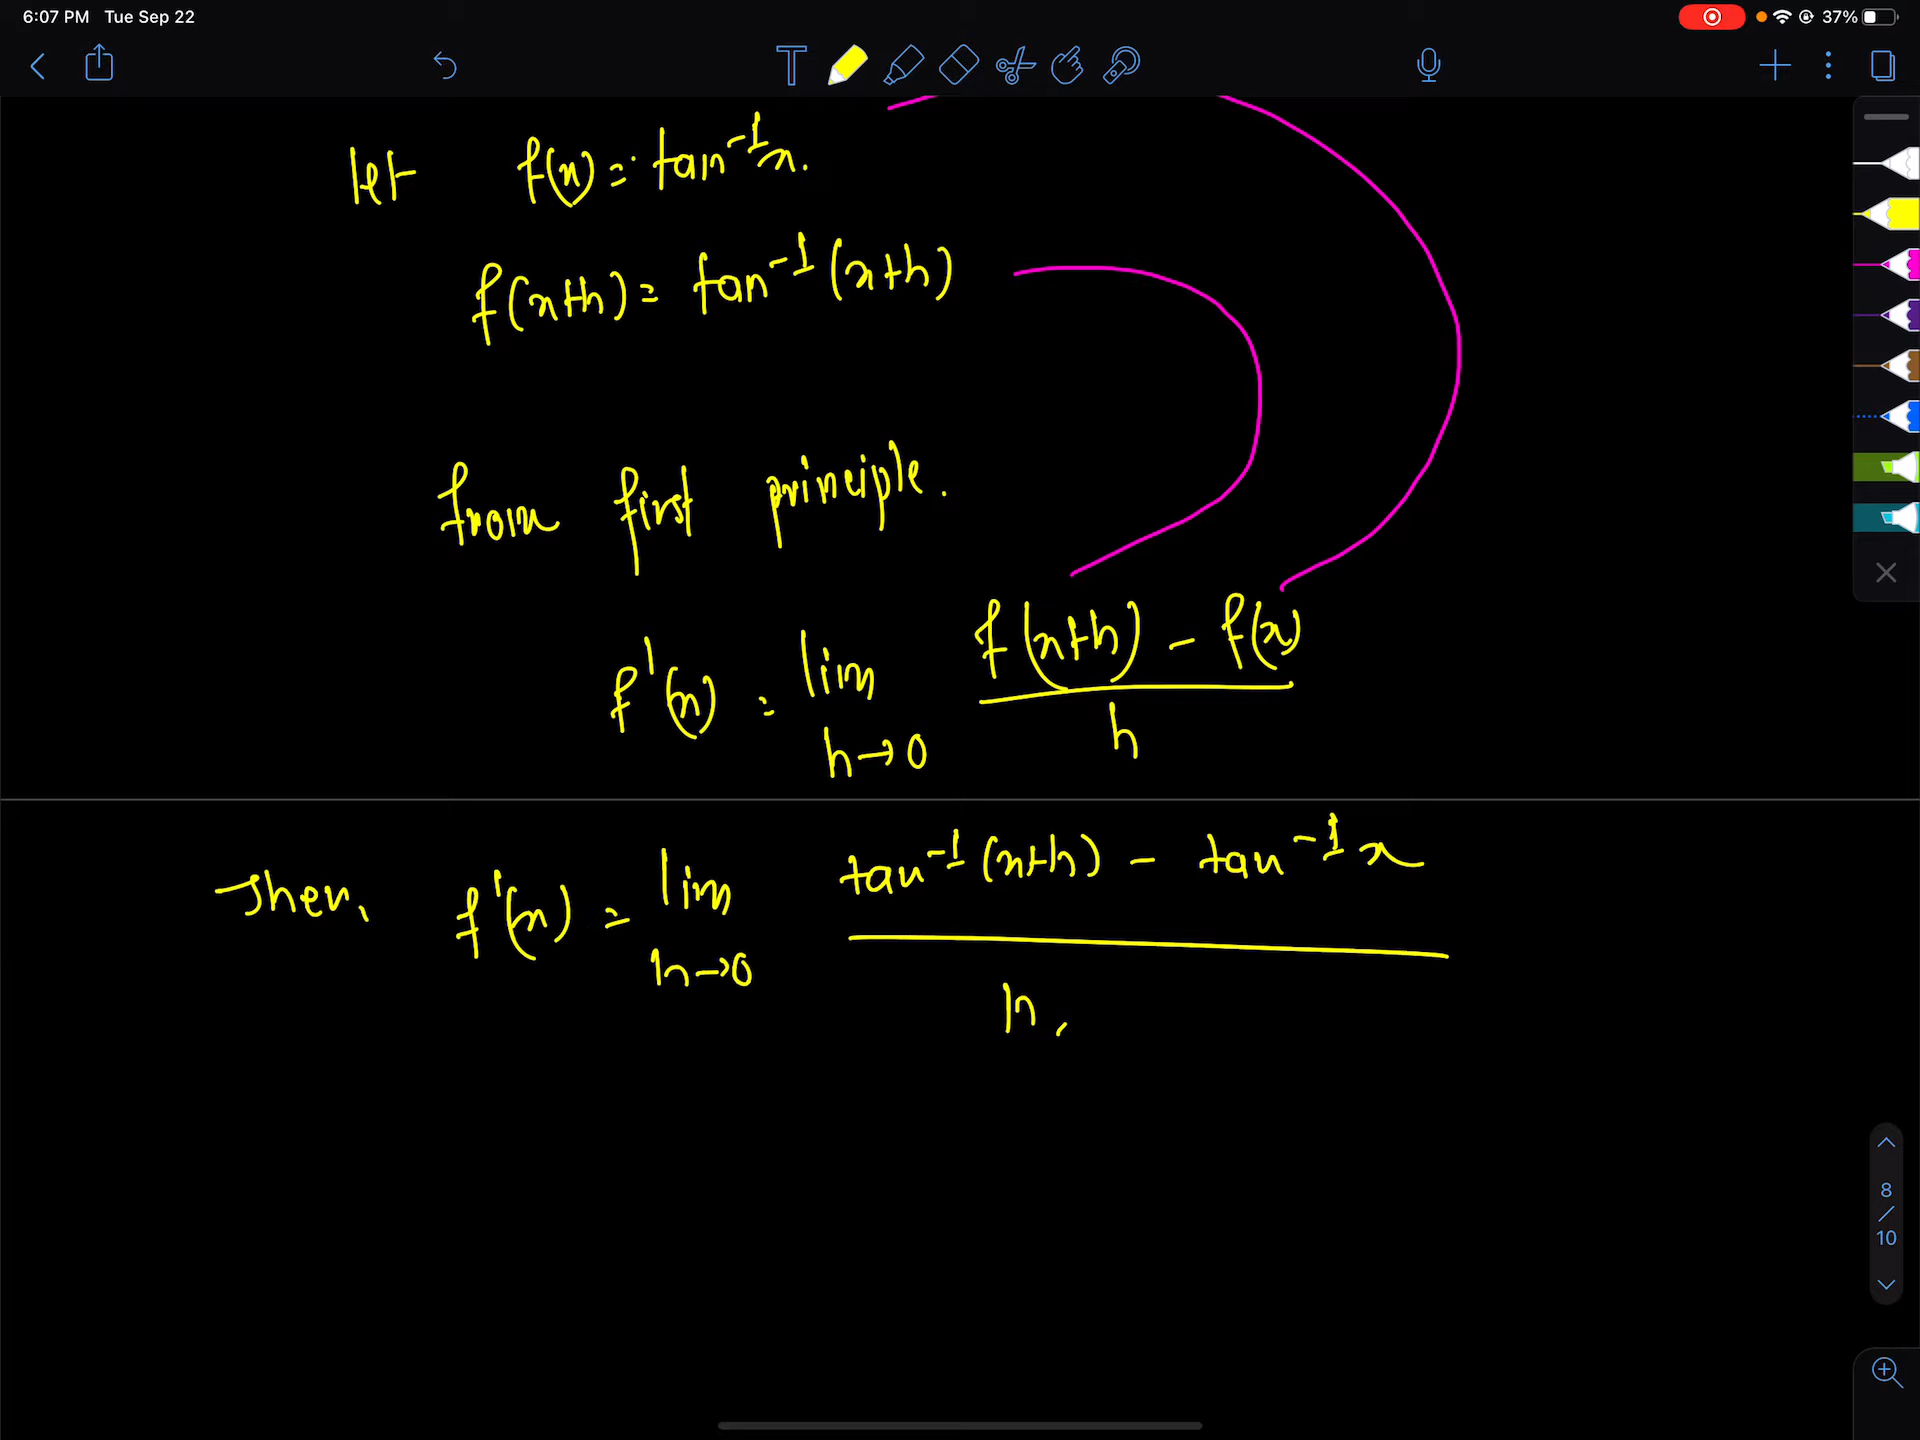 6:07 PM Tue Sep 22 37%
let f(x) = tan⁻¹x.
f(x+h) = tan⁻¹(x+h)
from first principle.
f'(x) = lim h→0 f(x+h) - f(x) / h
Then, f'(x) = lim h→0 tan⁻¹(x+h) - tan⁻¹x / h,
8
/
10